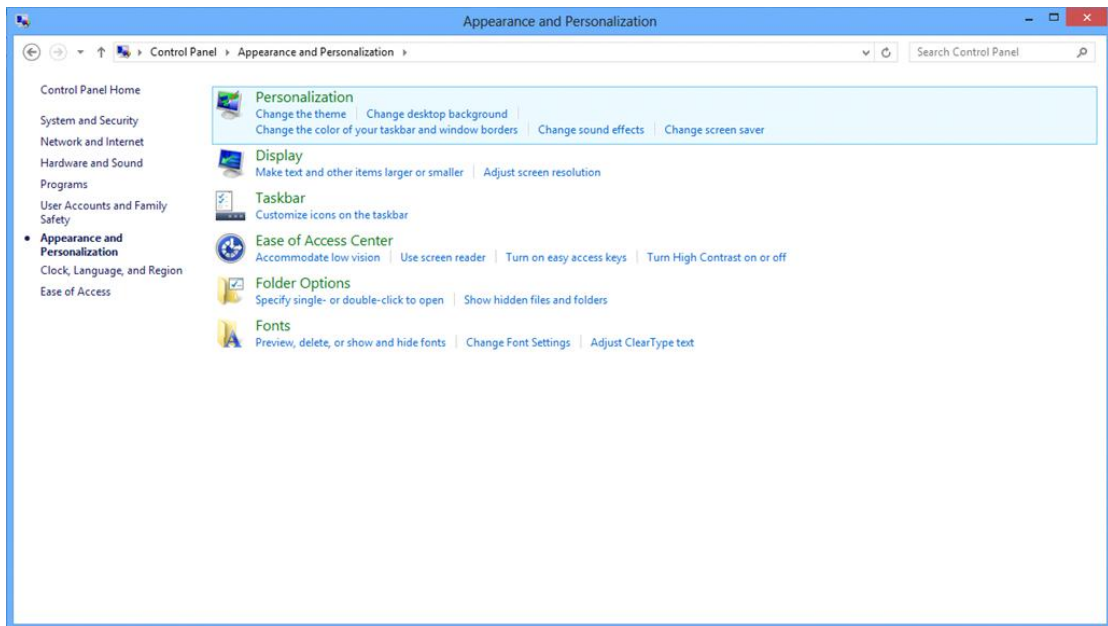 Appearance and Personalization
Control Panel Appearance and Personalization
Search Control Panel
Control Panel Home
System and Security
Network and Internet
Hardware and Sound
Programs
User Accounts and Family
Safety
Appearance and
Personalization
Clock, Language, and Region
Ease of Access
Personalization
Change the theme Change desktop background
Change the color of your taskbar and window borders Change sound effects Change screen saver
Display
Make text and other items larger or smaller Adjust screen resolution
Taskbar
Customize icons on the taskbar
Ease of Access Center
Accommodate low vision Use screen reader Turn on easy access keys Turn High Contrast on or off
Folder Options
Specify single- or double-click to open Show hidden files and folders
Fonts
Preview, delete, or show and hide fonts Change Font Settings Adjust ClearType text